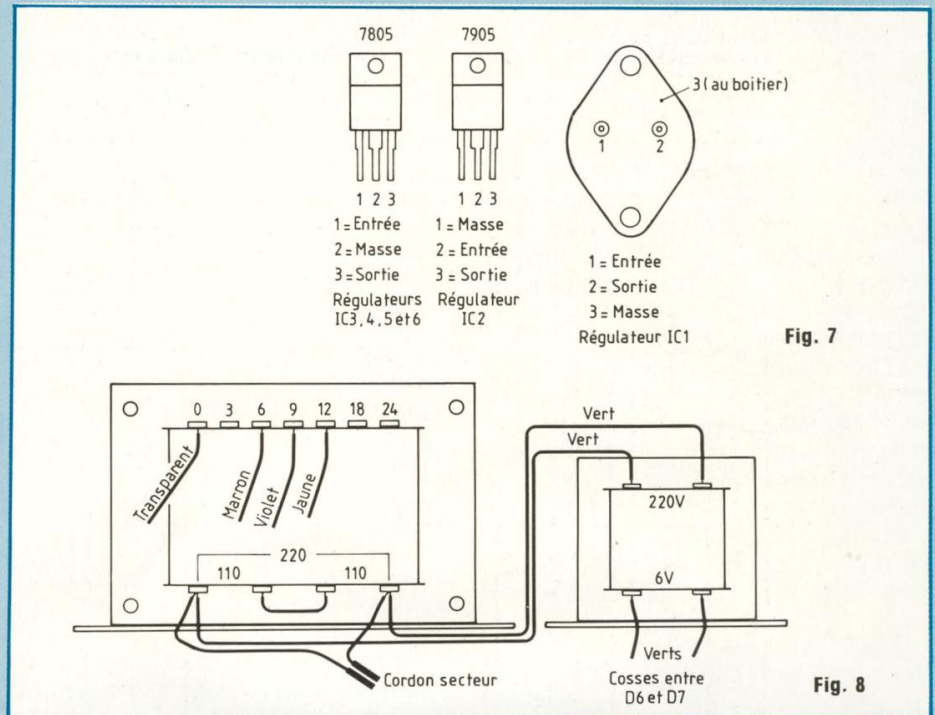 7805
1 2 3
1 = Entrée
2 = Masse
3 = Sortie
Régulateurs
IC3, 4, 5 et 6
7905
1 2 3
1 = Masse
2 = Entrée
3 = Sortie
Régulateur
IC2
3 (au boitier)
1
2
1 = Entrée
2 = Sortie
3 = Masse
Régulateur IC1
Fig. 7
0 3 6 9 12 18 24
Transparent
Marron
Violet
Jaune
220
110 110
Cordon secteur
Vert
Vert
220V
6V
Verts
Cosses entre
D6 et D7
Fig. 8